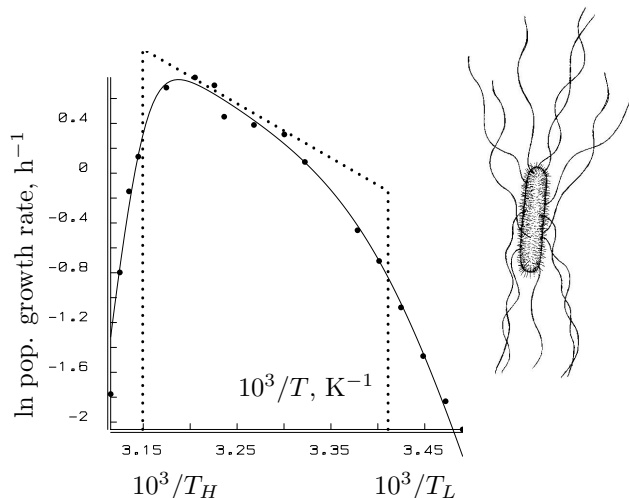 ln pop. growth rate, h⁻¹
0.4
0
-0.4
-0.8
-1.2
-1.6
-2
10³/T, K⁻¹
3.15 3.25 3.35 3.45
10³/T_H 10³/T_L